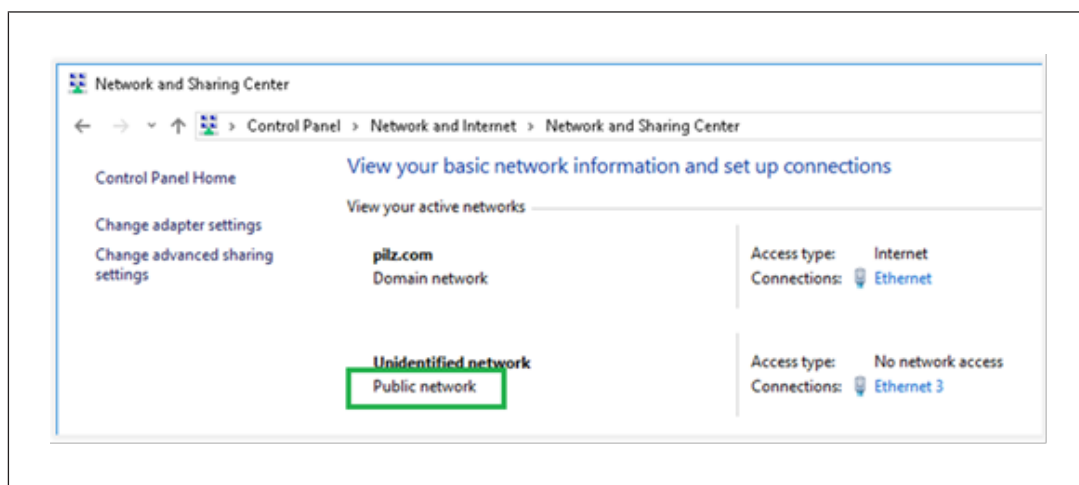 Network and Sharing Center
Control Panel > Network and Internet > Network and Sharing Center
Control Panel Home
Change adapter settings
Change advanced sharing
settings
View your basic network information and set up connections
View your active networks
pilz.com
Domain network
Access type: Internet
Connections: Ethernet
Unidentified network
Public network
Access type: No network access
Connections: Ethernet 3